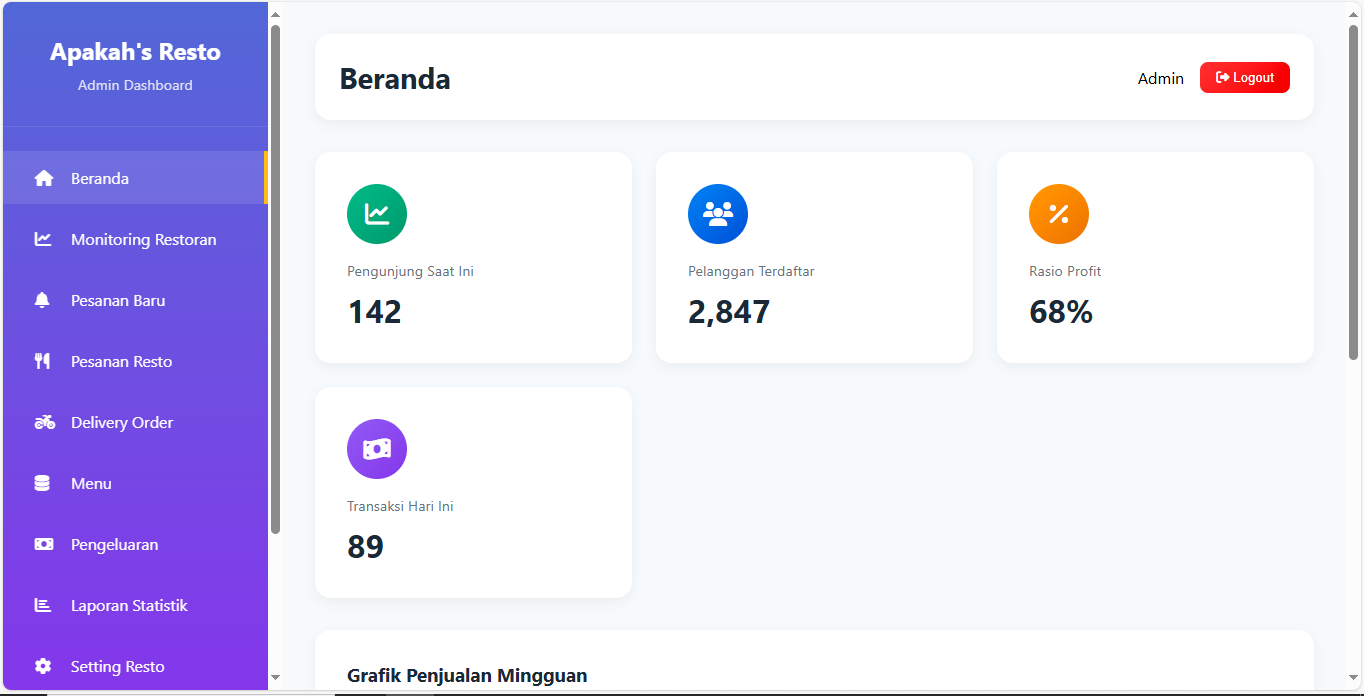 Apakah's Resto
Admin Dashboard
Beranda
Monitoring Restoran
Pesanan Baru
Pesanan Resto
Delivery Order
Menu
Pengeluaran
Laporan Statistik
Setting Resto
Beranda
Admin
Logout
Pengunjung Saat Ini
142
Pelanggan Terdaftar
2,847
Rasio Profit
68%
Transaksi Hari Ini
89
Grafik Penjualan Mingguan